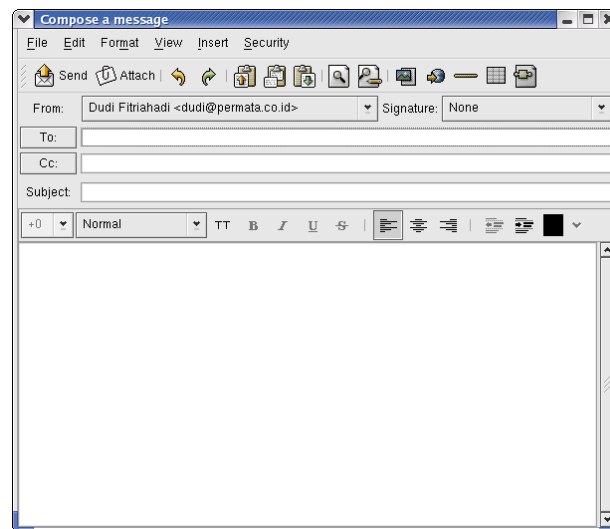 Compose a message
File Edit Format View Insert Security
Send Attach
From: Dudi Fitriahadi <dudi@permata.co.id> Signature: None
To:
Cc:
Subject:
+0 Normal TT B I U S